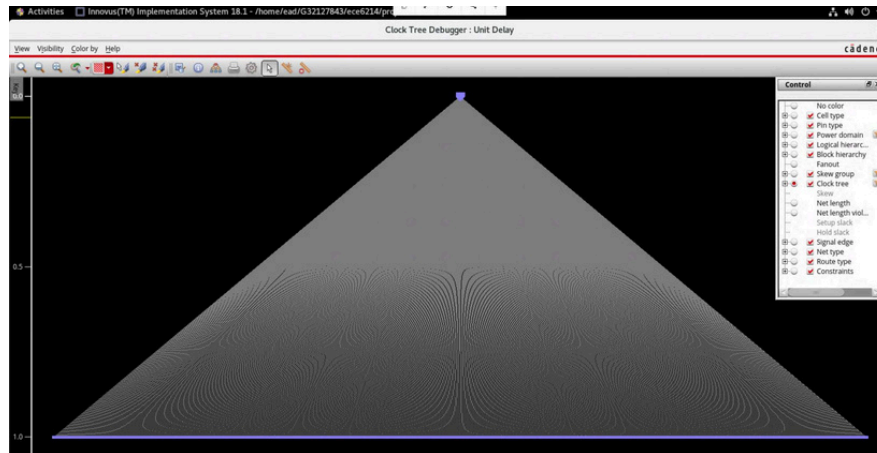 Activities Innovus(TM) Implementation System 18.1 - /home/ead/G32127843/ece6214/pro
Clock Tree Debugger : Unit Delay
View Visibility Color by Help
cādenc
Control
No color
Cell type
Pin type
Power domain
Logical hierarc...
Block hierarchy
Fanout
Skew group
Clock tree
Skew
Net length
Net length viol...
Setup slack
Hold slack
Signal edge
Net type
Route type
Constraints
0.0
0.5
1.0